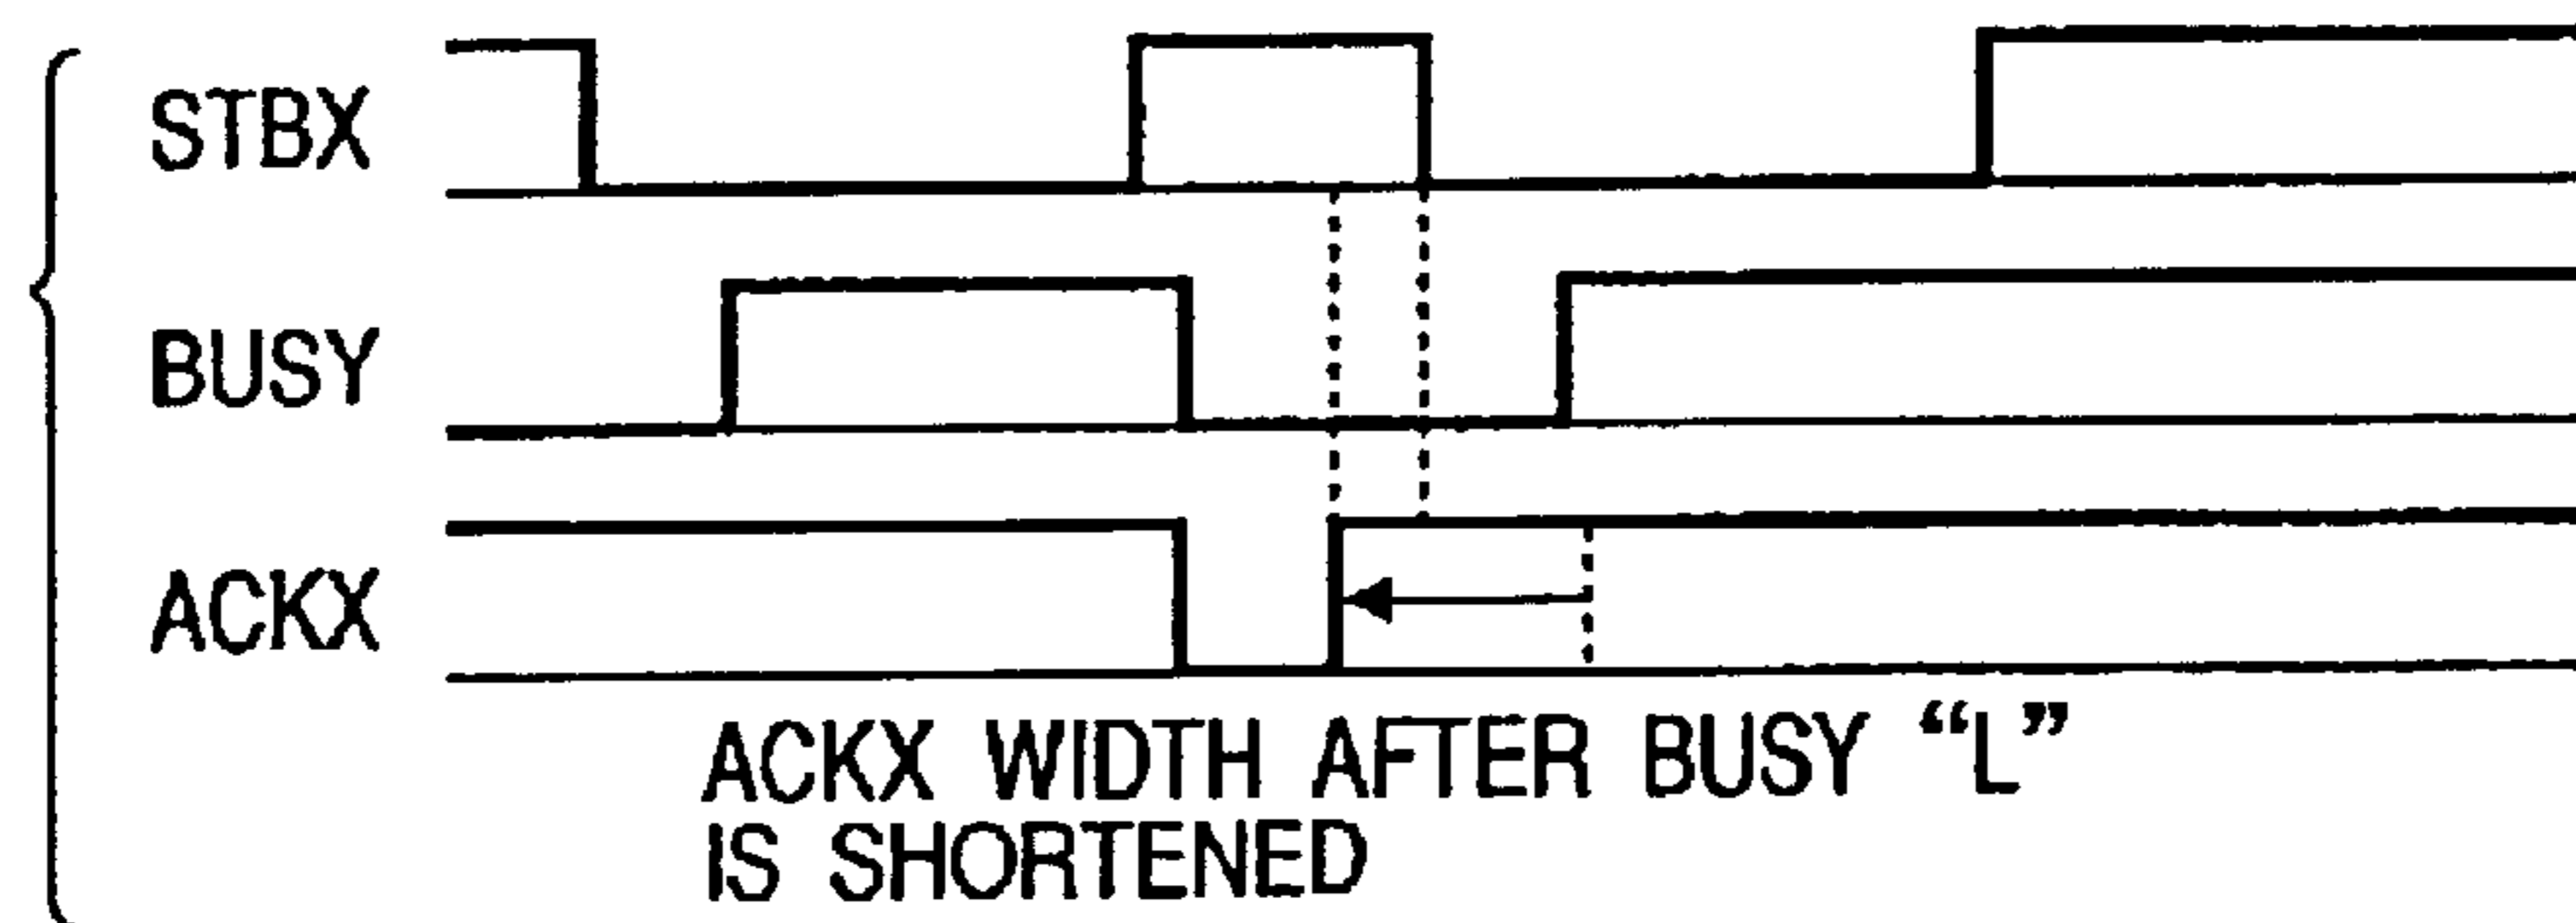 STBX
BUSY
ACKX
ACKX WIDTH AFTER BUSY “L”
IS SHORTENED